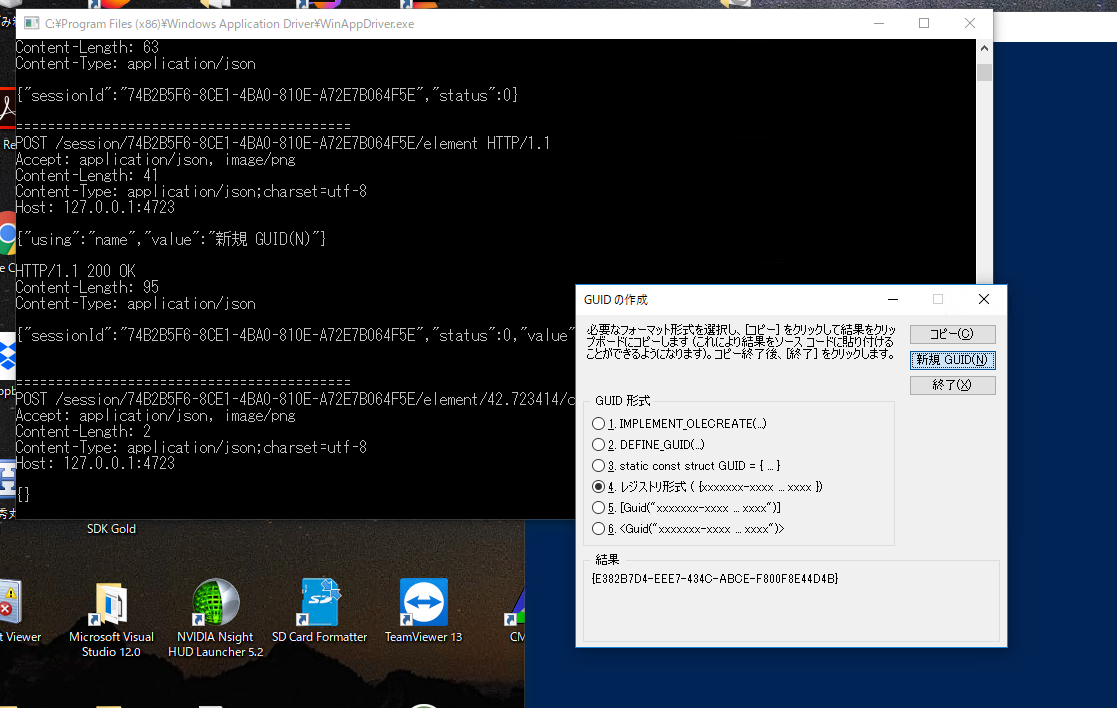 C:¥Program Files (x86)¥Windows Application Driver¥WinAppDriver.exe
Content-Length: 63
Content-Type: application/json
{"sessionId":"74B2B5F6-8CE1-4BA0-810E-A72E7B064F5E","status":0}
==========================================
POST /session/74B2B5F6-8CE1-4BA0-810E-A72E7B064F5E/element HTTP/1.1
Accept: application/json, image/png
Content-Length: 41
Content-Type: application/json;charset=utf-8
Host: 127.0.0.1:4723
{"using":"name","value":"新規 GUID(N)"}
HTTP/1.1 200 OK
Content-Length: 95
Content-Type: application/json
{"sessionId":"74B2B5F6-8CE1-4BA0-810E-A72E7B064F5E","status":0,"value"
==========================================
POST /session/74B2B5F6-8CE1-4BA0-810E-A72E7B064F5E/element/42.723414/c
Accept: application/json, image/png
Content-Length: 2
Content-Type: application/json;charset=utf-8
Host: 127.0.0.1:4723
{}
GUID の作成
必要なフォーマット形式を選択し、[コピー] をクリックして結果をクリッ
プボードにコピーします (これにより結果をソース コードに貼り付ける
ことができるようになります)。コピー終了後、[終了] をクリックします。
コピー(C)
新規 GUID(N)
終了(X)
GUID 形式
1. IMPLEMENT_OLECREATE(...)
2. DEFINE_GUID(...)
3. static const struct GUID = { ... }
4. レジストリ形式 ( {xxxxxxx-xxxx ... xxxx })
5. [Guid("xxxxxxx-xxxx ... xxxx")]
6. <Guid("xxxxxxx-xxxx ... xxxx")>
結果
{E382B7D4-EEE7-434C-ABCE-F800F8E44D4B}
SDK Gold
t Viewer
Microsoft Visual
Studio 12.0
NVIDIA Nsight
HUD Launcher 5.2
SD Card Formatter
TeamViewer 13
CM